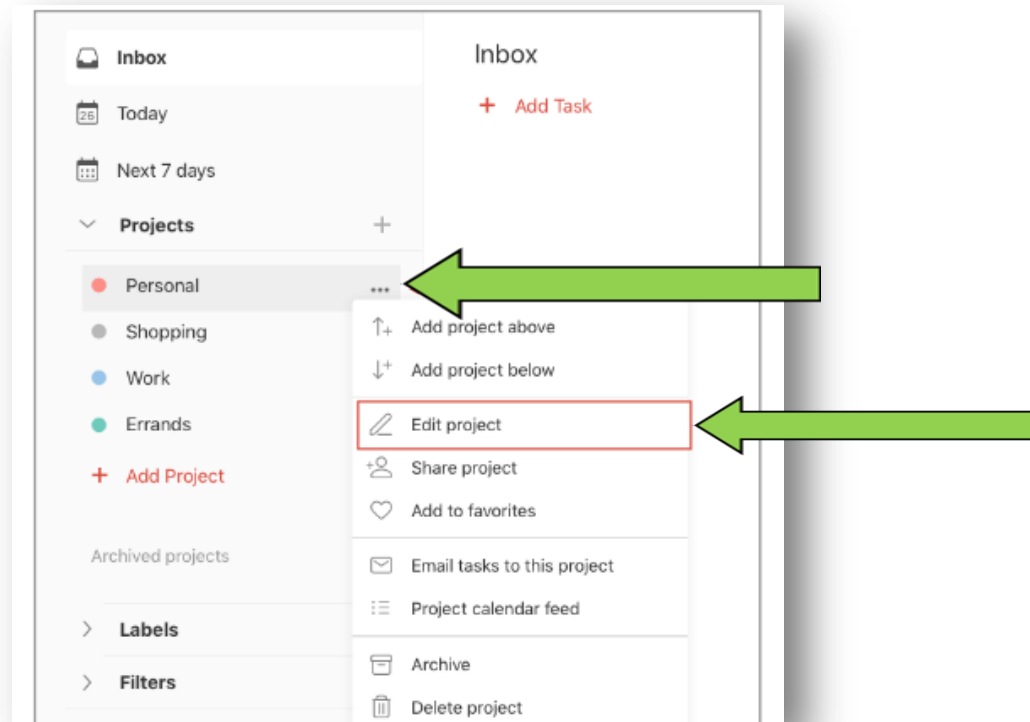 Inbox
Today
Next 7 days
Projects
Personal
Shopping
Work
Errands
Add Project
Archived projects
Labels
Filters
Inbox
+ Add Task
Add project above
Add project below
Edit project
Share project
Add to favorites
Email tasks to this project
Project calendar feed
Archive
Delete project
26